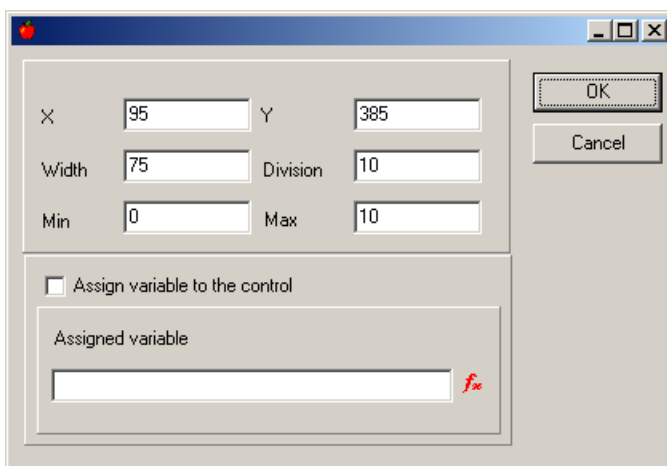 X 95 Y 385 OK
Width 75 Division 10 Cancel
Min 0 Max 10
Assign variable to the control
Assigned variable
fx